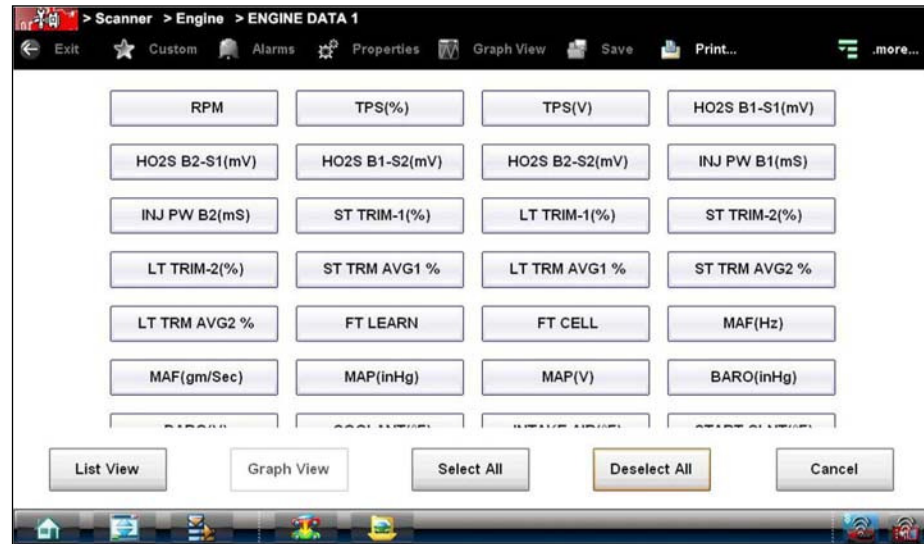 > Scanner > Engine > ENGINE DATA 1
Exit Custom Alarms Properties Graph View Save Print... .more...
RPM TPS(%) TPS(V) HO2S B1-S1(mV)
HO2S B2-S1(mV) HO2S B1-S2(mV) HO2S B2-S2(mV) INJ PW B1(mS)
INJ PW B2(mS) ST TRIM-1(%) LT TRIM-1(%) ST TRIM-2(%)
LT TRIM-2(%) ST TRM AVG1 % LT TRM AVG1 % ST TRM AVG2 %
LT TRM AVG2 % FT LEARN FT CELL MAF(Hz)
MAF(gm/Sec) MAP(inHg) MAP(V) BARO(inHg)
List View Graph View Select All Deselect All Cancel